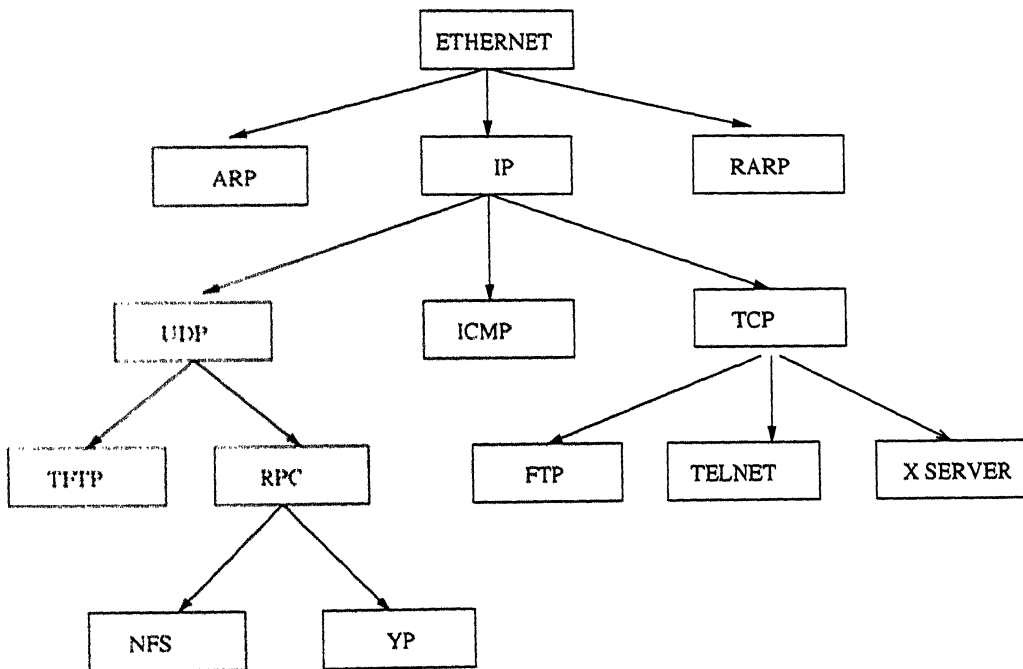 ETHERNET
ARP
IP
RARP
UDP
ICMP
TCP
TFTP
RPC
FTP
TELNET
X SERVER
NFS
YP